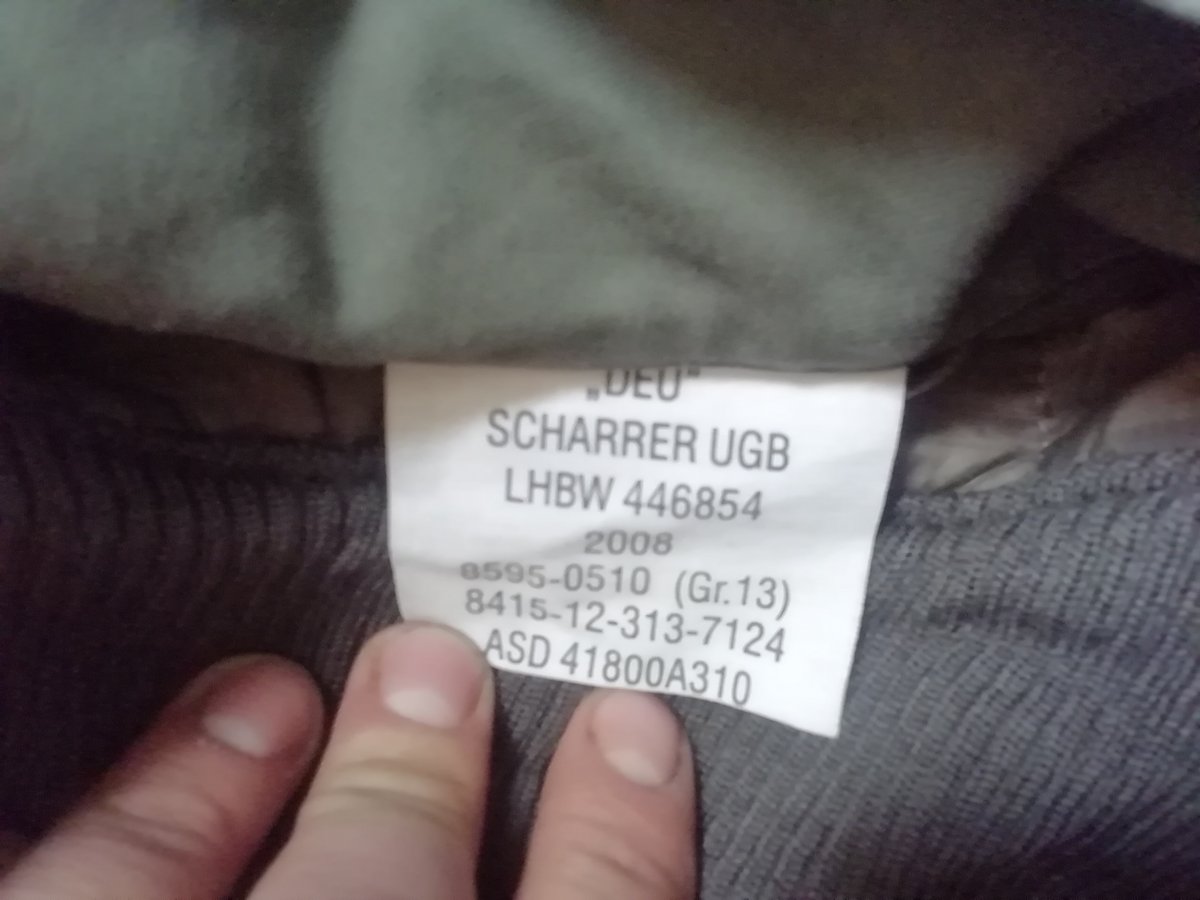 „DEU“
SCHARRER UGB
LHBW 446854
2008
8595-0510 (Gr.13)
8415-12-313-7124
ASD 41800A310